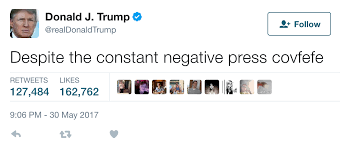 Donald J. Trump
@realDonaldTrump
Follow
Despite the constant negative press covfefe
RETWEETS LIKES
127,484 162,762
9:06 PM - 30 May 2017